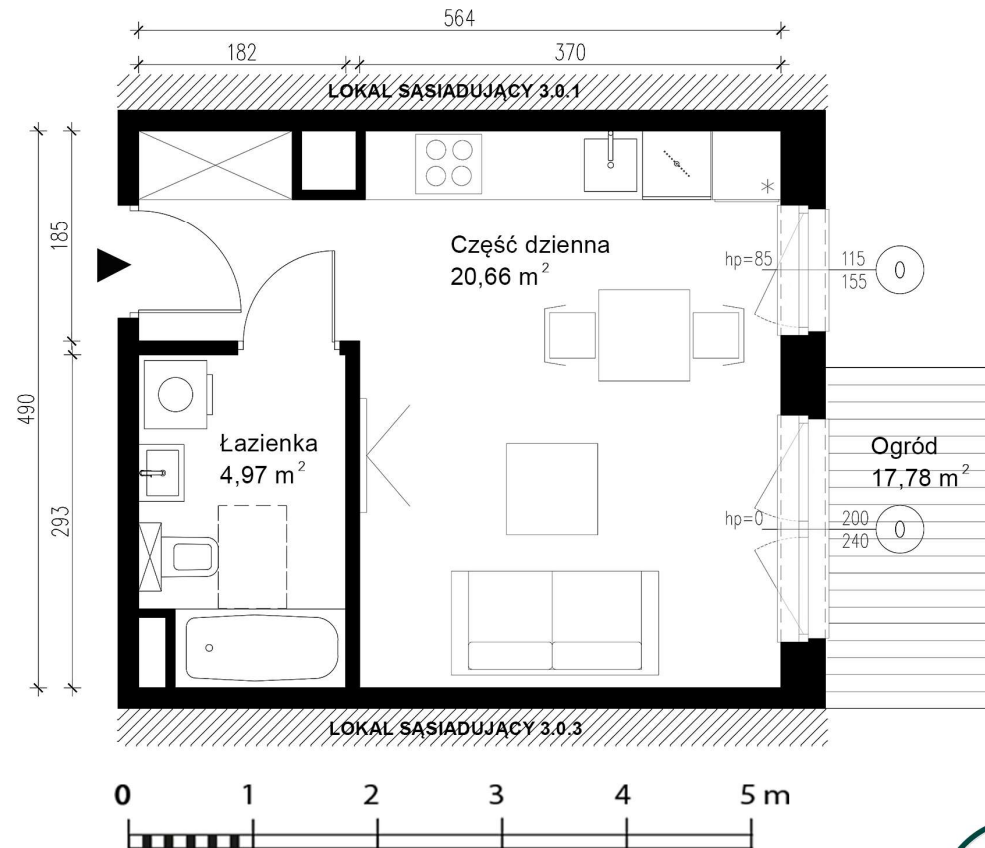 564
182
370
LOKAL SĄSIADUJĄCY 3.0.1
490
185
293
Część dzienna
20,66 m²
hp=85
115
155
0
Łazienka
4,97 m²
Ogród
17,78 m²
hp=0
200
240
0
LOKAL SĄSIADUJĄCY 3.0.3
0 1 2 3 4 5 m